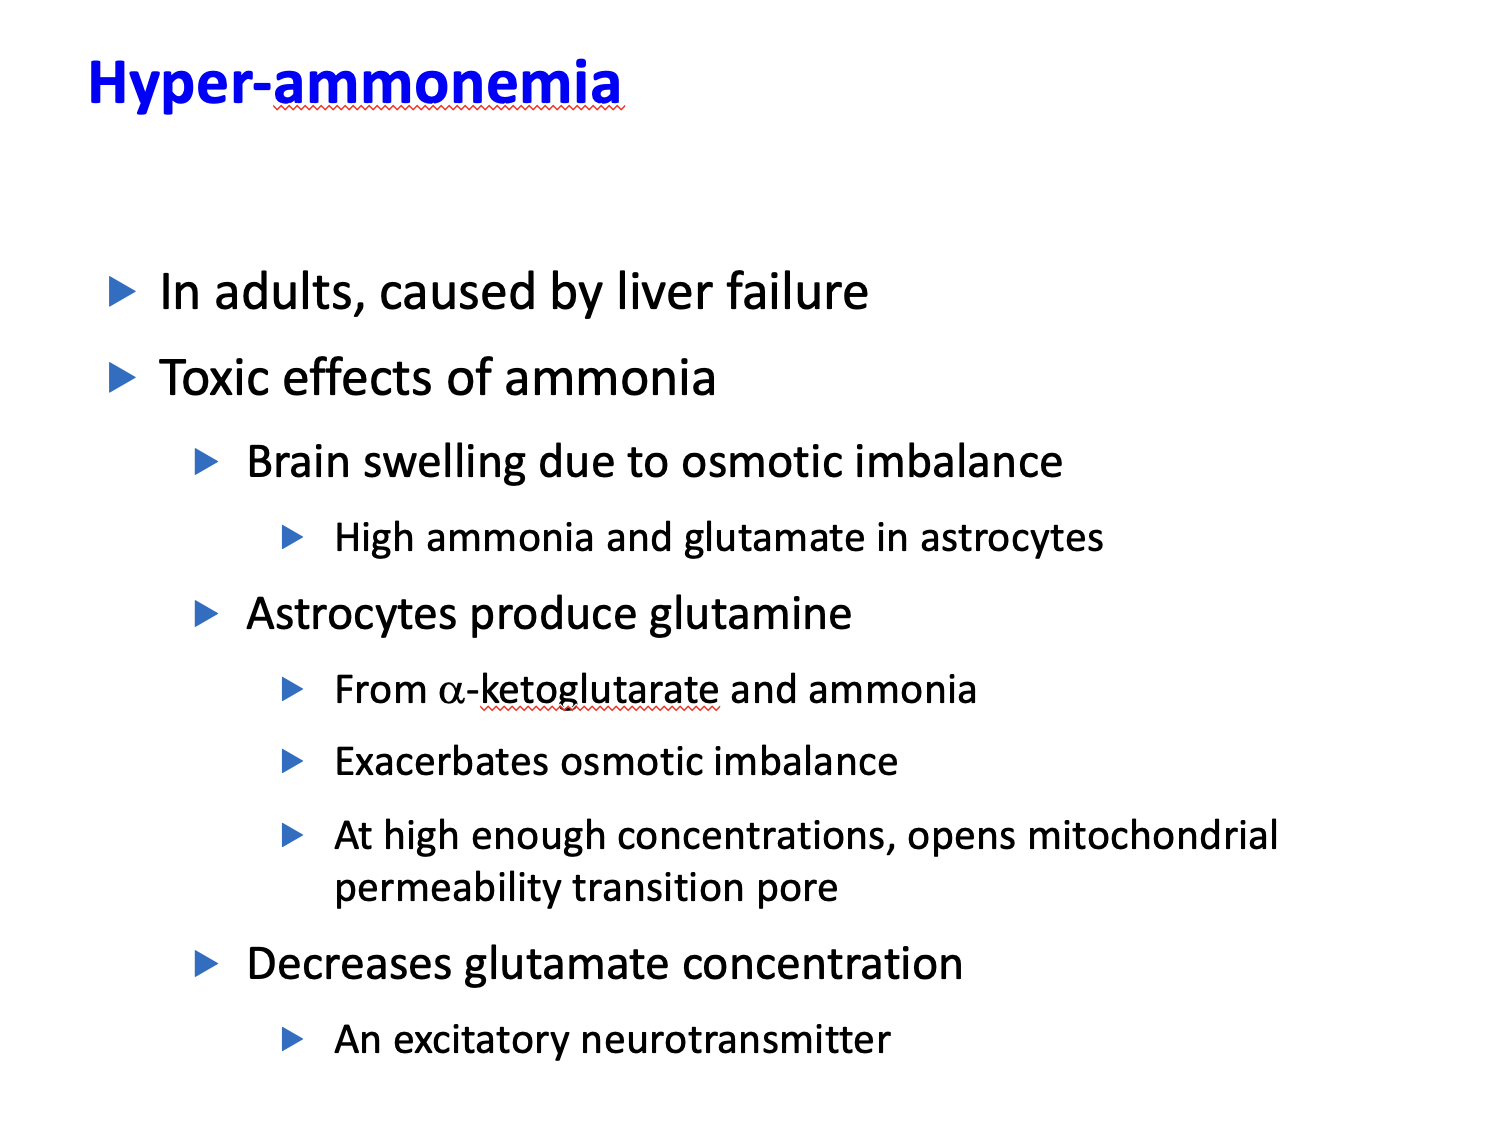 Hyper-ammonemia
In adults, caused by liver failure
Toxic effects of ammonia
Brain swelling due to osmotic imbalance
High ammonia and glutamate in astrocytes
Astrocytes produce glutamine
From α-ketoglutarate and ammonia
Exacerbates osmotic imbalance
At high enough concentrations, opens mitochondrial
permeability transition pore
Decreases glutamate concentration
An excitatory neurotransmitter